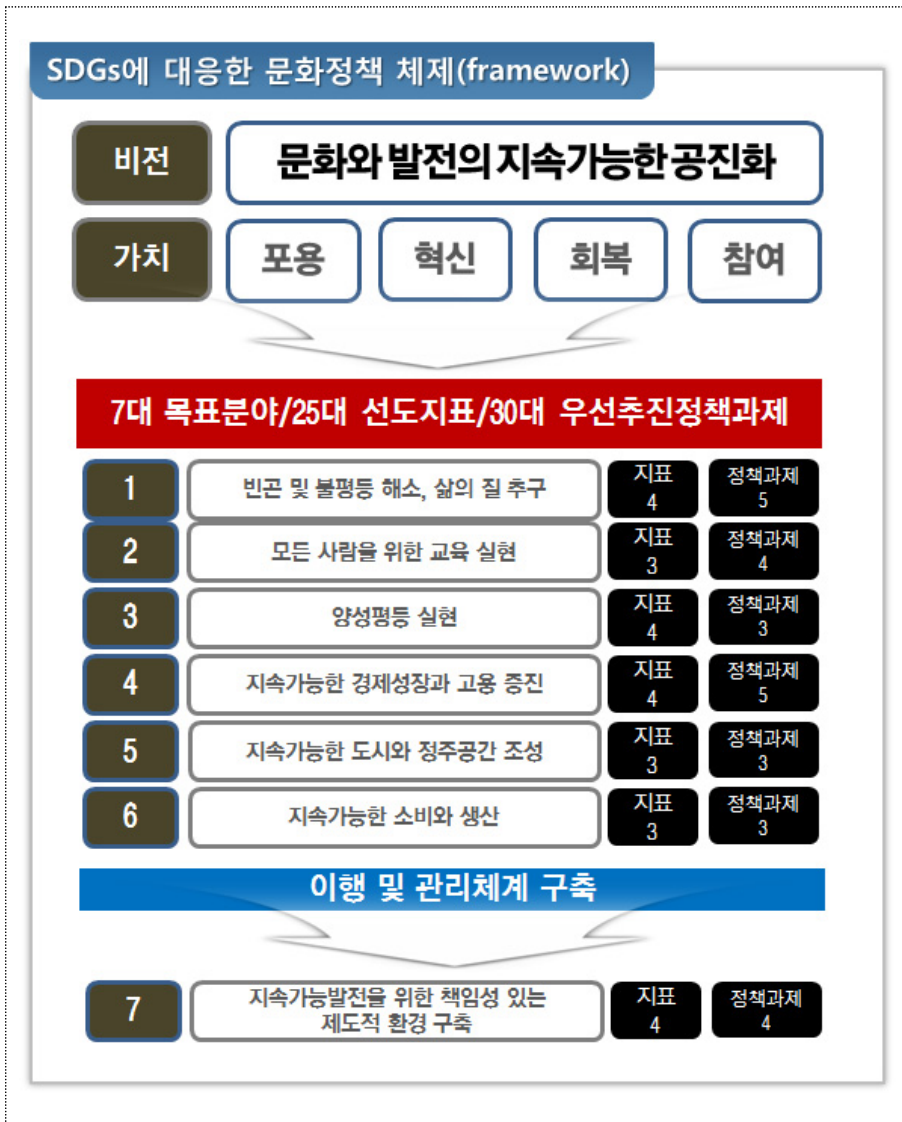 SDGs에 대응한 문화정책 체제(framework)
비전
문화와 발전의 지속가능한 공진화
가치
포용
혁신
회복
참여
7대 목표분야/25대 선도지표/30대 우선추진정책과제
1
빈곤 및 불평등 해소, 삶의 질 추구
지표
4
정책과제
5
2
모든 사람을 위한 교육 실현
지표
3
정책과제
4
3
양성평등 실현
지표
4
정책과제
3
4
지속가능한 경제성장과 고용 증진
지표
4
정책과제
5
5
지속가능한 도시와 정주공간 조성
지표
3
정책과제
3
6
지속가능한 소비와 생산
지표
3
정책과제
3
이행 및 관리체계 구축
7
지속가능발전을 위한 책임성 있는
제도적 환경 구축
지표
4
정책과제
4